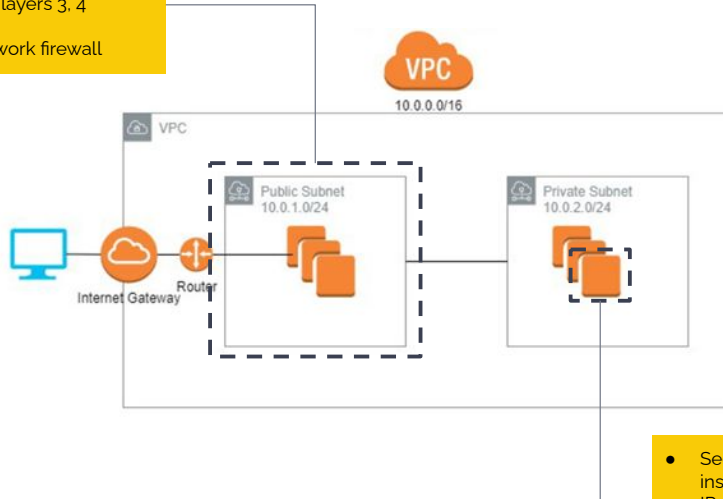 layers 3, 4
work firewall
VPC
10.0.0.0/16
VPC
Public Subnet
10.0.1.0/24
Private Subnet
10.0.2.0/24
Internet Gateway
Router
● Se
ins